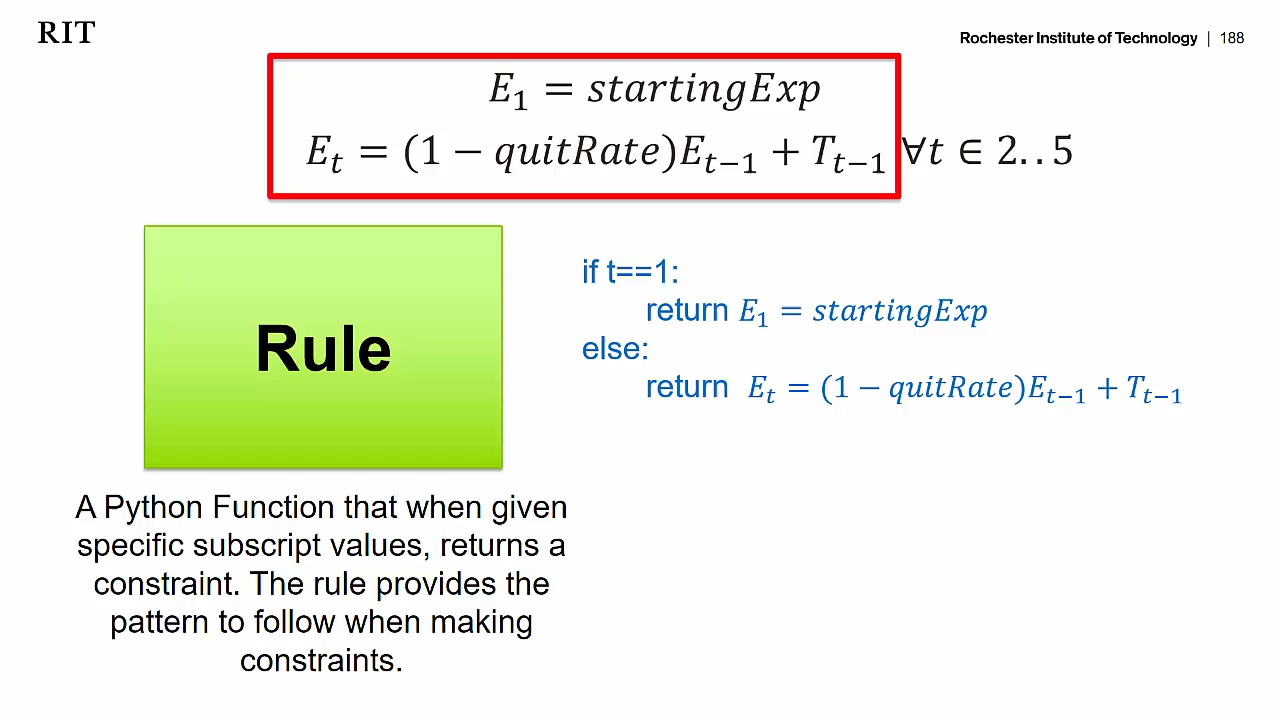 RIT
Rochester Institute of Technology | 188
E₁ = startingExp
Eₜ = (1 − quitRate)Eₜ₋₁ + Tₜ₋₁ ∀t ∈ 2..5
Rule
if t==1:
return E₁ = startingExp
else:
return Eₜ = (1 − quitRate)Eₜ₋₁ + Tₜ₋₁
A Python Function that when given
specific subscript values, returns a
constraint. The rule provides the
pattern to follow when making
constraints.